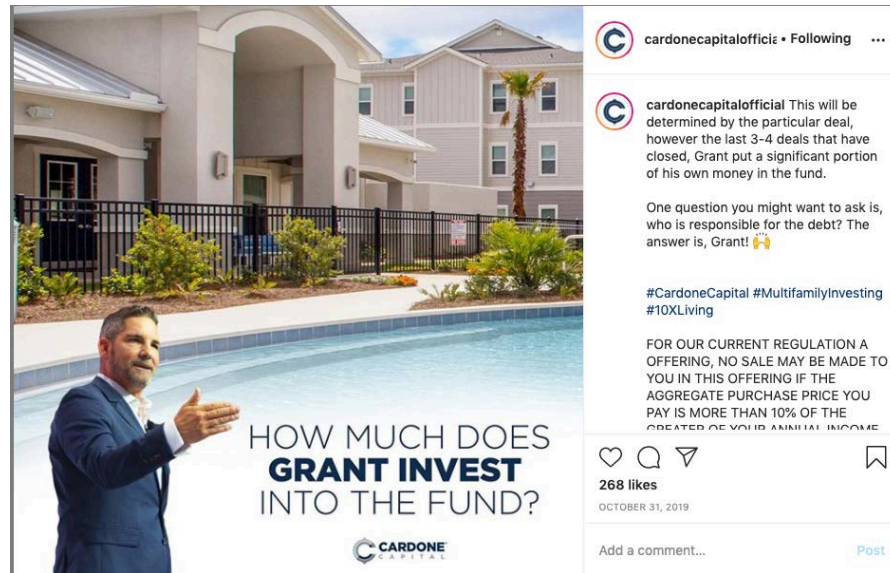 cardonecapitalofficia • Following
cardonecapitalofficial This will be
determined by the particular deal,
however the last 3-4 deals that have
closed, Grant put a significant portion
of his own money in the fund.
One question you might want to ask is,
who is responsible for the debt? The
answer is, Grant! 🙌
#CardoneCapital #MultifamilyInvesting
#10XLiving
FOR OUR CURRENT REGULATION A
OFFERING, NO SALE MAY BE MADE TO
YOU IN THIS OFFERING IF THE
AGGREGATE PURCHASE PRICE YOU
PAY IS MORE THAN 10% OF THE
GREATER OF YOUR ANNUAL INCOME
268 likes
OCTOBER 31, 2019
Add a comment...
Post
HOW MUCH DOES
GRANT INVEST
INTO THE FUND?
CARDONE
CAPITAL